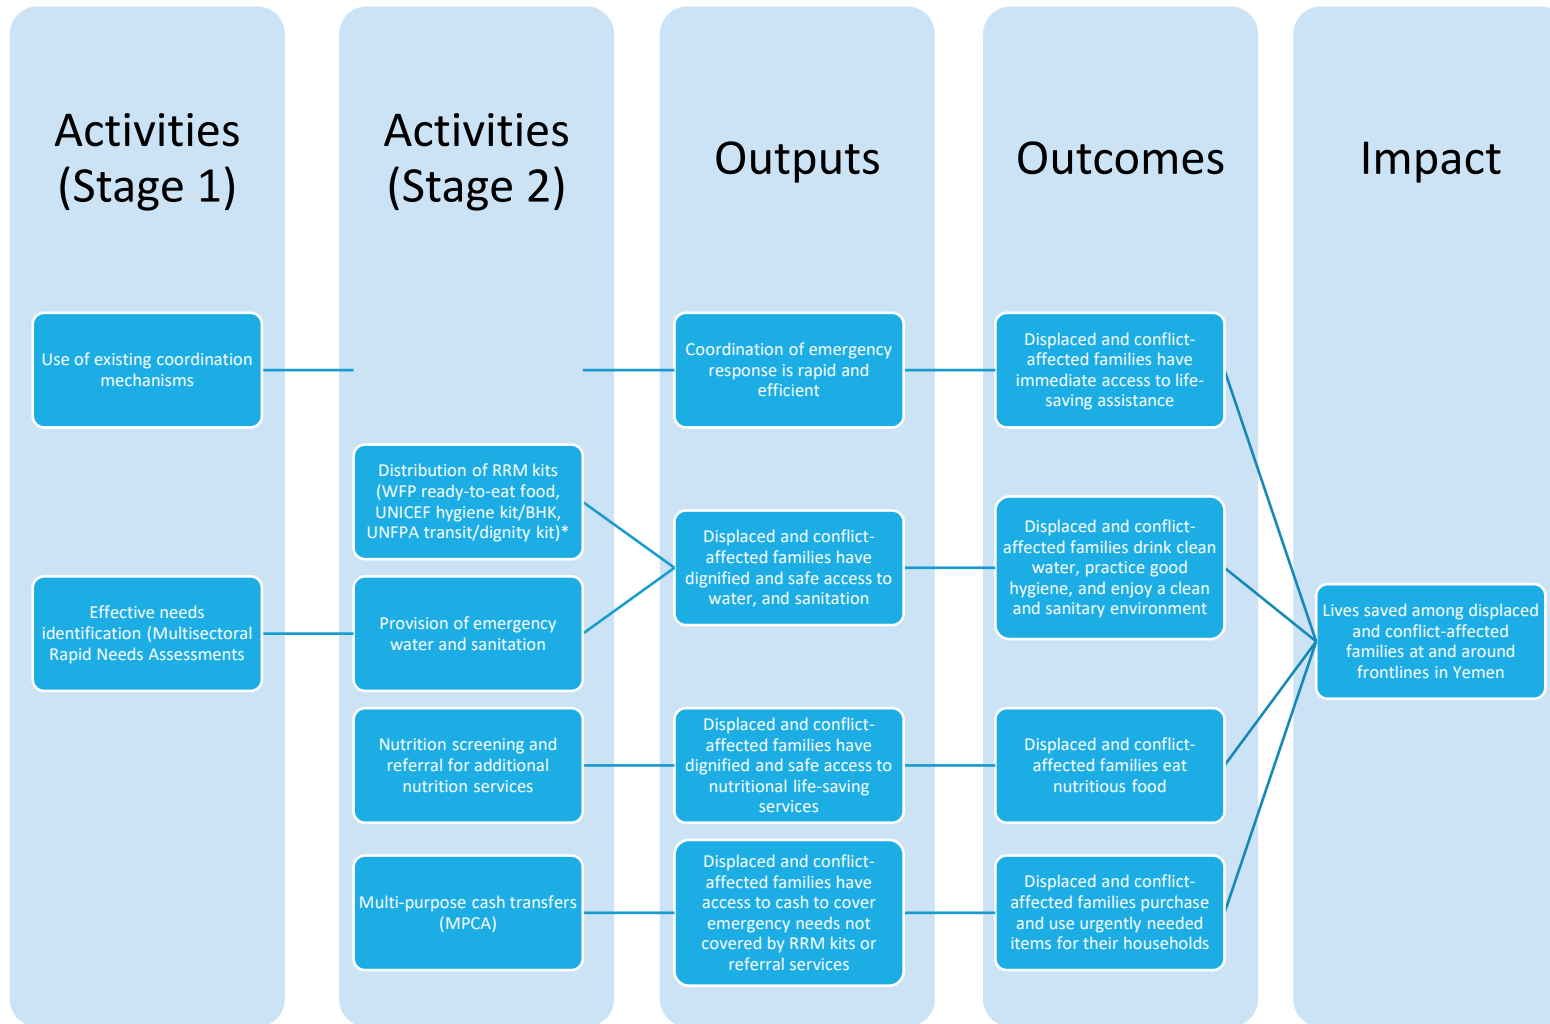 Activities
(Stage 1)
Activities
(Stage 2)
Outputs
Outcomes
Impact
Use of existing coordination
mechanisms
Effective needs
identification (Multisectoral
Rapid Needs Assessments
Distribution of RRM kits
(WFP ready-to-eat food,
UNICEF hygiene kit/BHK,
UNFPA transit/dignity kit)*
Provision of emergency
water and sanitation
Nutrition screening and
referral for additional
nutrition services
Multi-purpose cash transfers
(MPCA)
Coordination of emergency
response is rapid and
efficient
Displaced and conflict-
affected families have
dignified and safe access to
water, and sanitation
Displaced and conflict-
affected families have
dignified and safe access to
nutritional life-saving
services
Displaced and conflict-
affected families have
access to cash to cover
emergency needs not
covered by RRM kits or
referral services
Displaced and conflict-
affected families have
immediate access to life-
saving assistance
Displaced and conflict-
affected families drink clean
water, practice good
hygiene, and enjoy a clean
and sanitary environment
Displaced and conflict-
affected families eat
nutritious food
Displaced and conflict-
affected families purchase
and use urgently needed
items for their households
Lives saved among displaced
and conflict-affected
families at and around
frontlines in Yemen